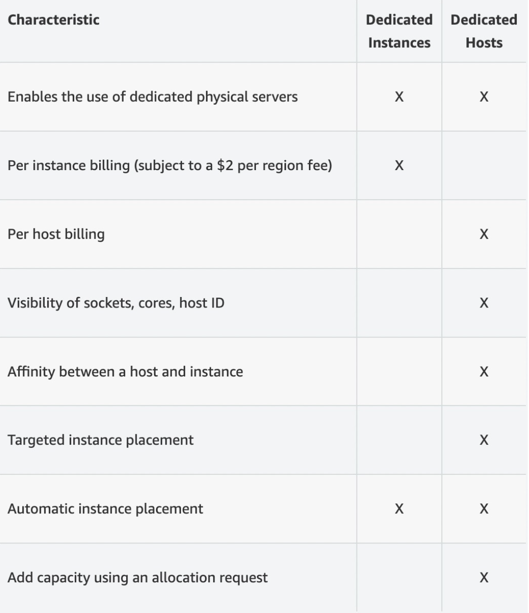 Characteristic Dedicated Instances Dedicated Hosts
Enables the use of dedicated physical servers X X
Per instance billing (subject to a $2 per region fee) X
Per host billing X
Visibility of sockets, cores, host ID X
Affinity between a host and instance X
Targeted instance placement X
Automatic instance placement X X
Add capacity using an allocation request X